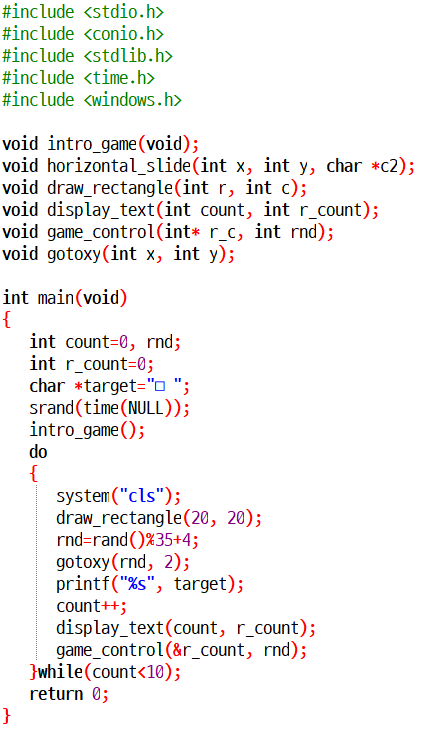 #include <stdio.h>
#include <conio.h>
#include <stdlib.h>
#include <time.h>
#include <windows.h>

void intro_game(void);
void horizontal_slide(int x, int y, char *c2);
void draw_rectangle(int r, int c);
void display_text(int count, int r_count);
void game_control(int* r_c, int rnd);
void gotoxy(int x, int y);

int main(void)
{
   int count=0, rnd;
   int r_count=0;
   char *target="□ ";
   srand(time(NULL));
   intro_game();
   do
   {
      system("cls");
      draw_rectangle(20, 20);
      rnd=rand()%35+4;
      gotoxy(rnd, 2);
      printf("%s", target);
      count++;
      display_text(count, r_count);
      game_control(&r_count, rnd);
   }while(count<10);
   return 0;
}